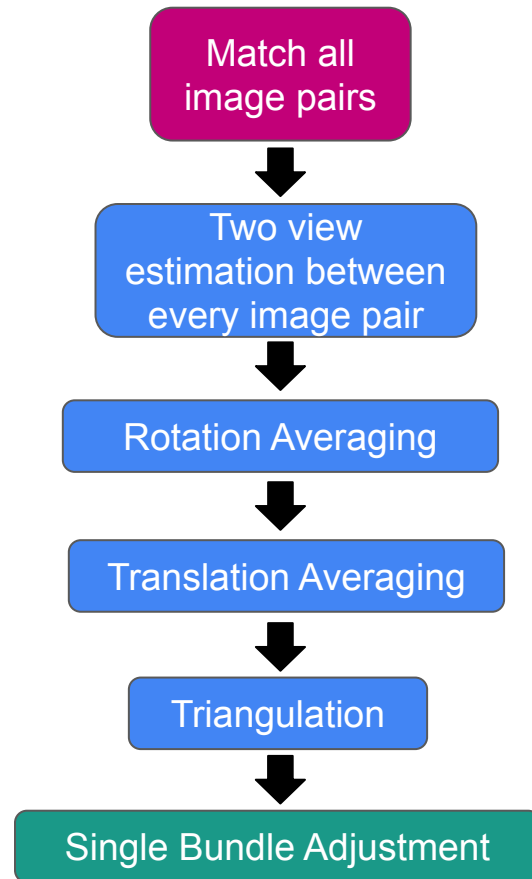 Match all
image pairs
Two view
estimation between
every image pair
Rotation Averaging
Translation Averaging
Triangulation
Single Bundle Adjustment